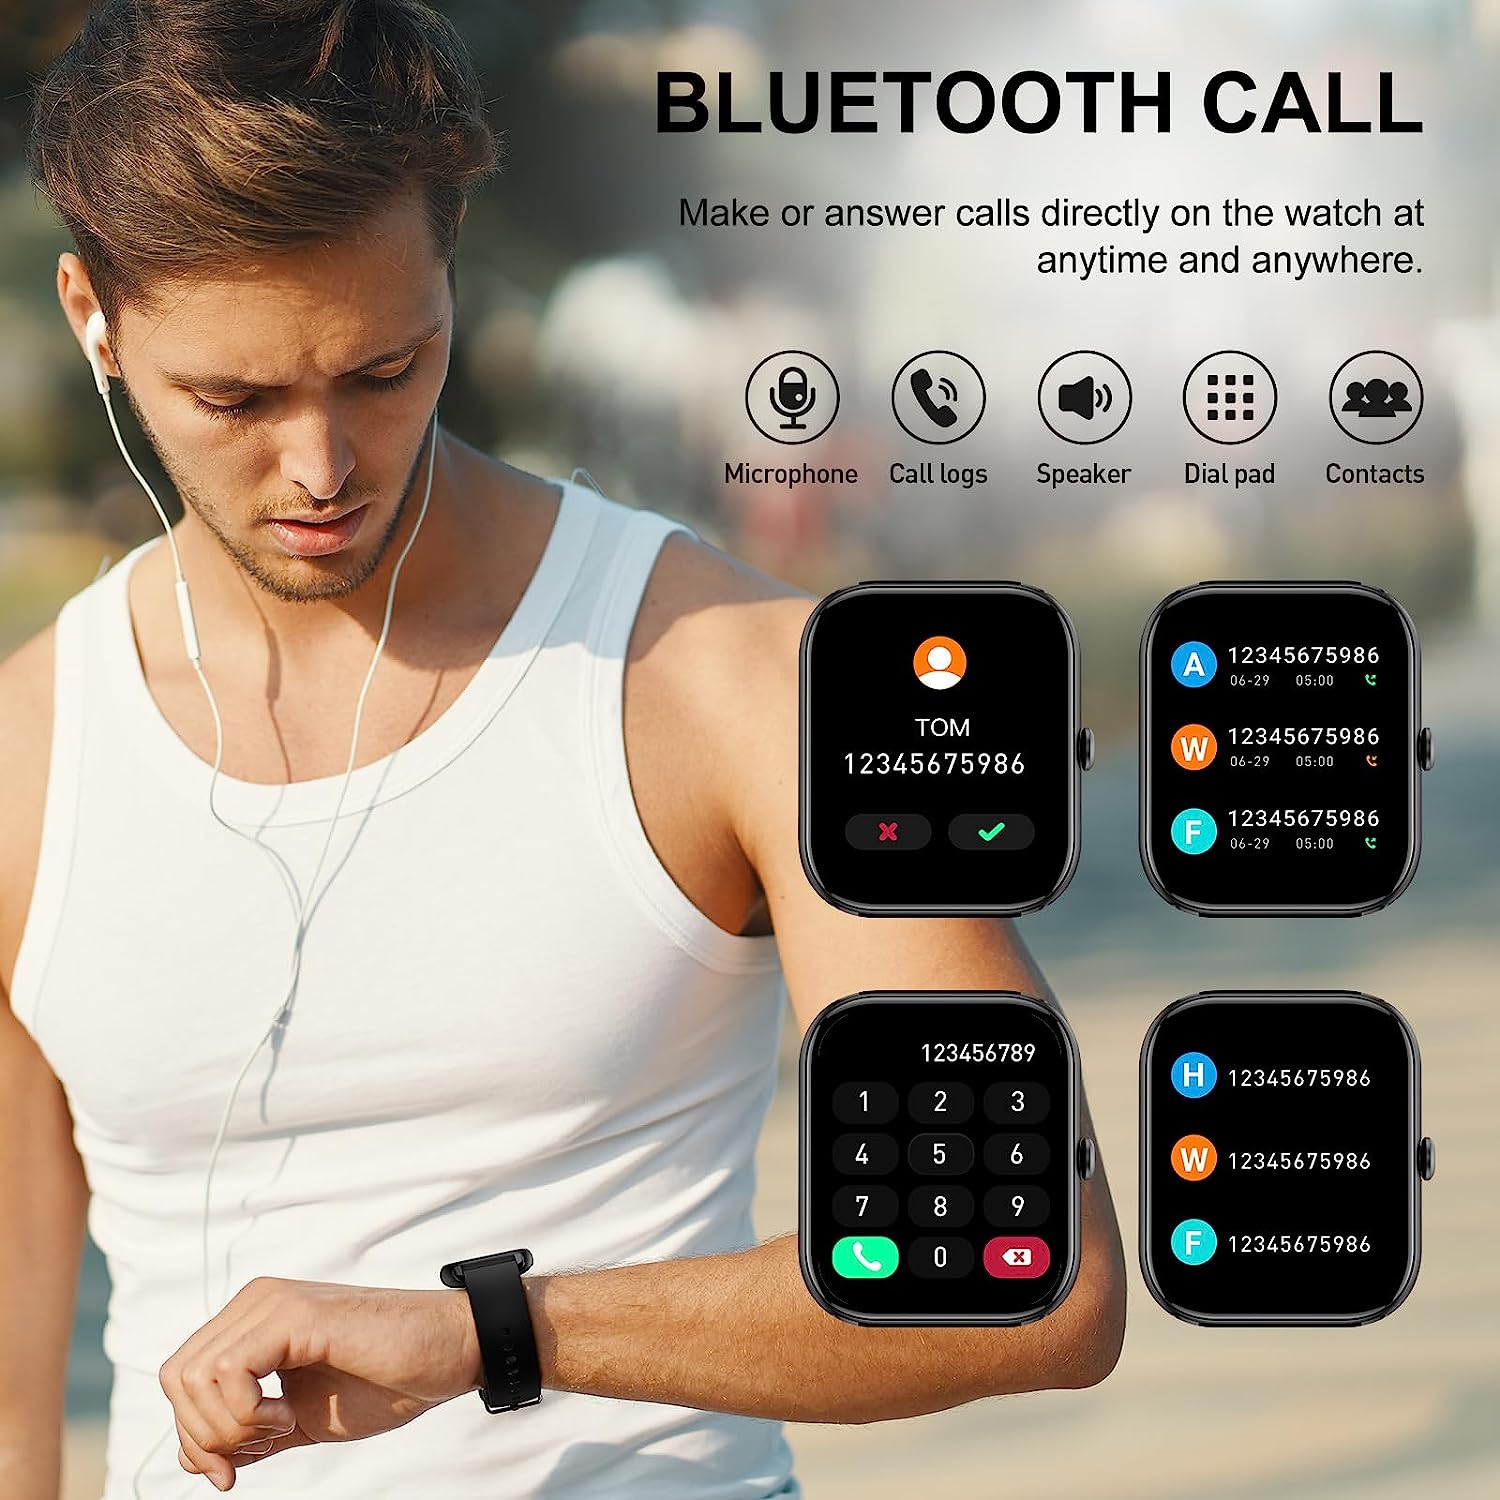 BLUETOOTH CALL
Make or answer calls directly on the watch at
anytime and anywhere.
Microphone Call logs Speaker Dial pad Contacts
TOM
12345675986
A 12345675986
06-29 05:00
W 12345675986
06-29 05:00
F 12345675986
06-29 05:00
123456789
1 2 3
4 5 6
7 8 9
0
H 12345675986
W 12345675986
F 12345675986